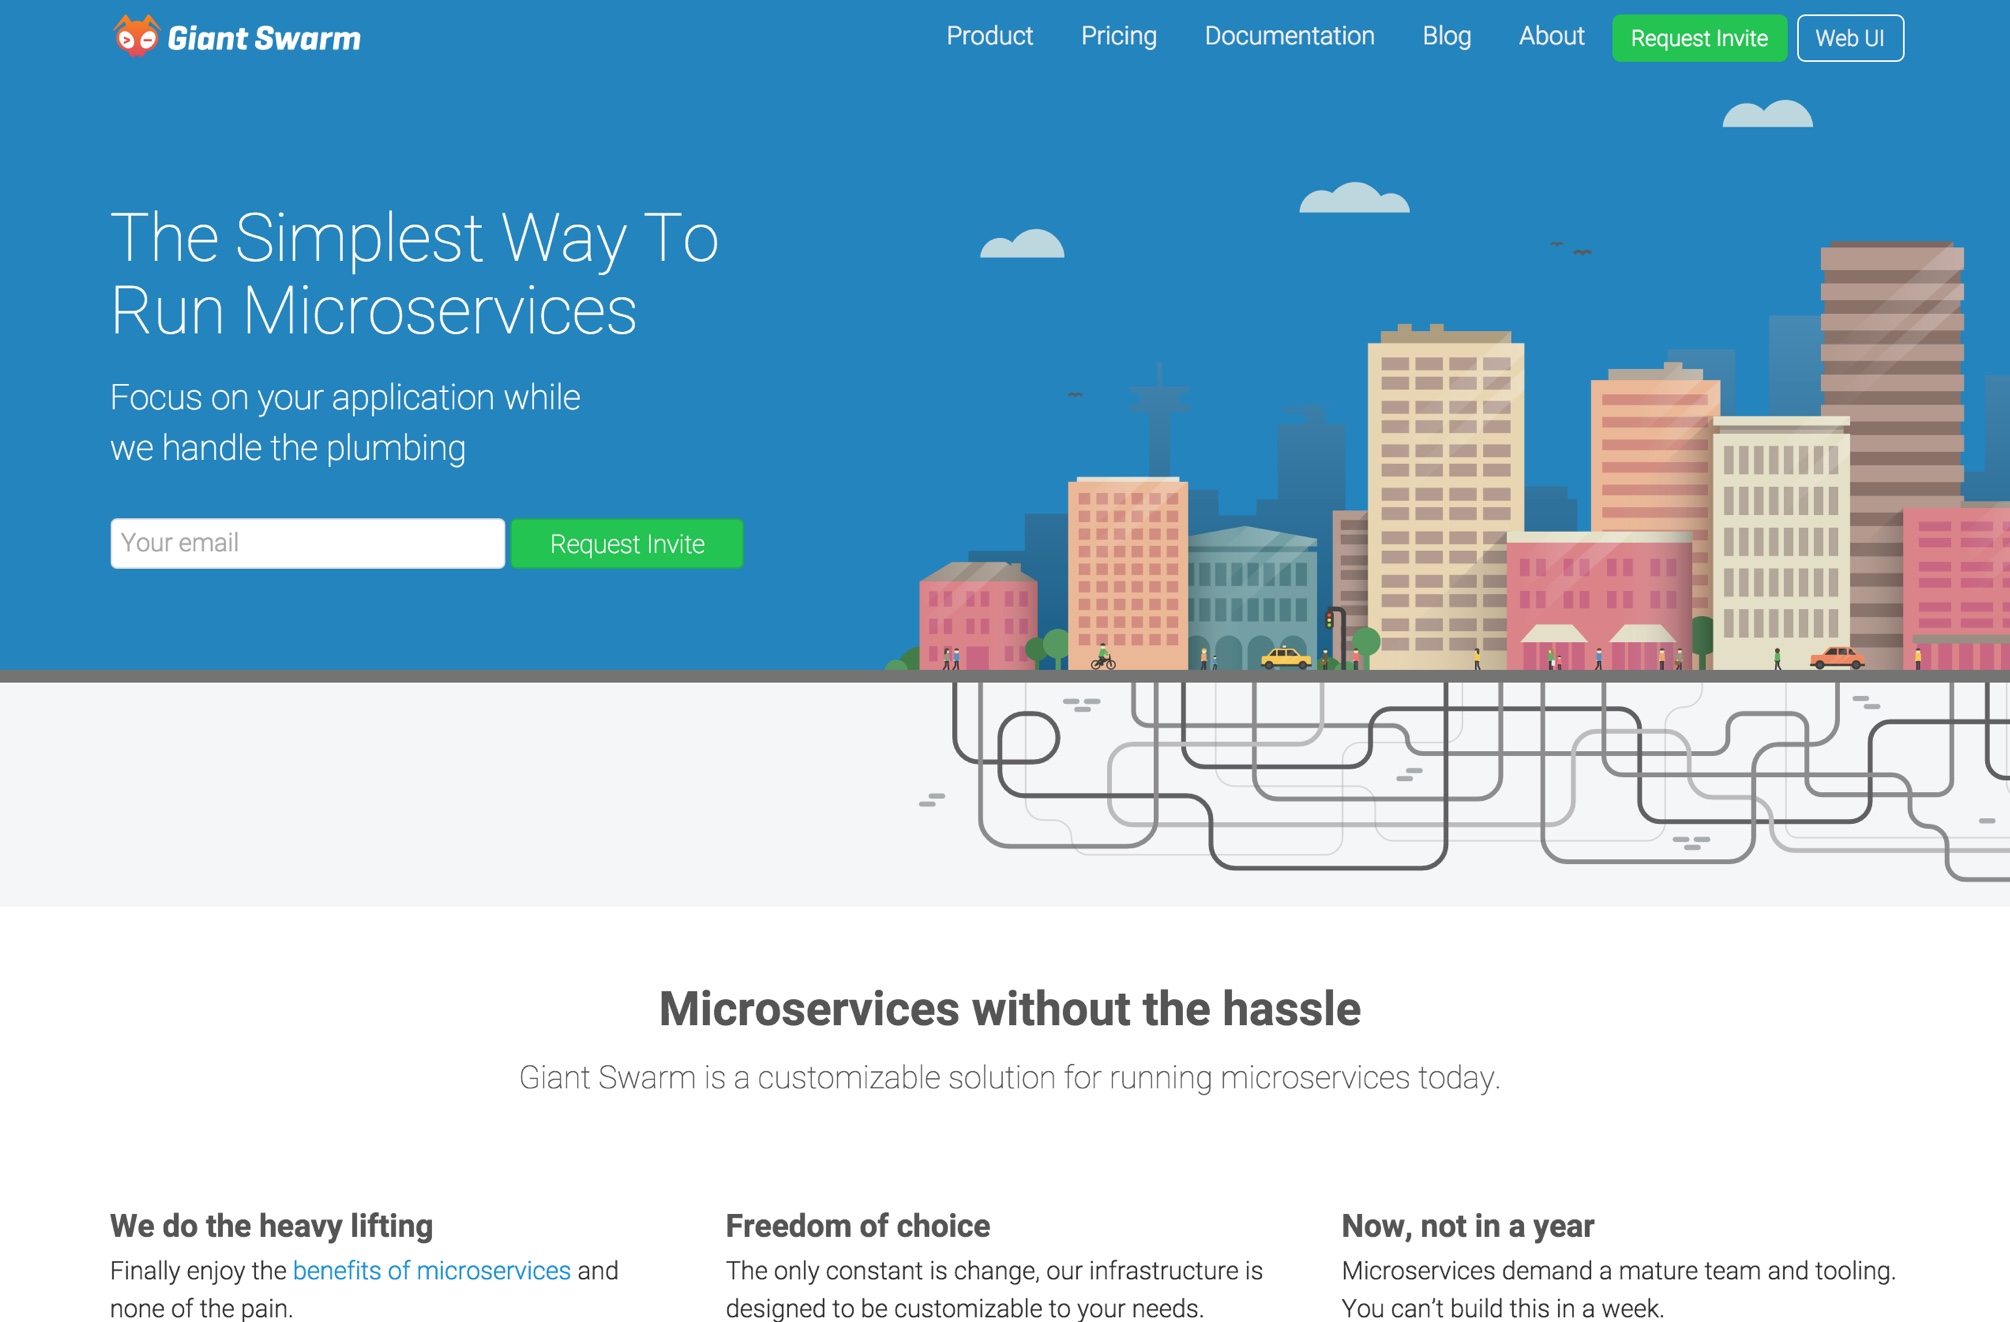 Giant Swarm
Product
Pricing
Documentation
Blog
About
Request Invite
Web UI
The Simplest Way To
Run Microservices
Focus on your application while
we handle the plumbing
Your email
Request Invite
Microservices without the hassle
Giant Swarm is a customizable solution for running microservices today.
We do the heavy lifting
Finally enjoy the benefits of microservices and
none of the pain.
Freedom of choice
The only constant is change, our infrastructure is
designed to be customizable to your needs.
Now, not in a year
Microservices demand a mature team and tooling.
You can’t build this in a week.